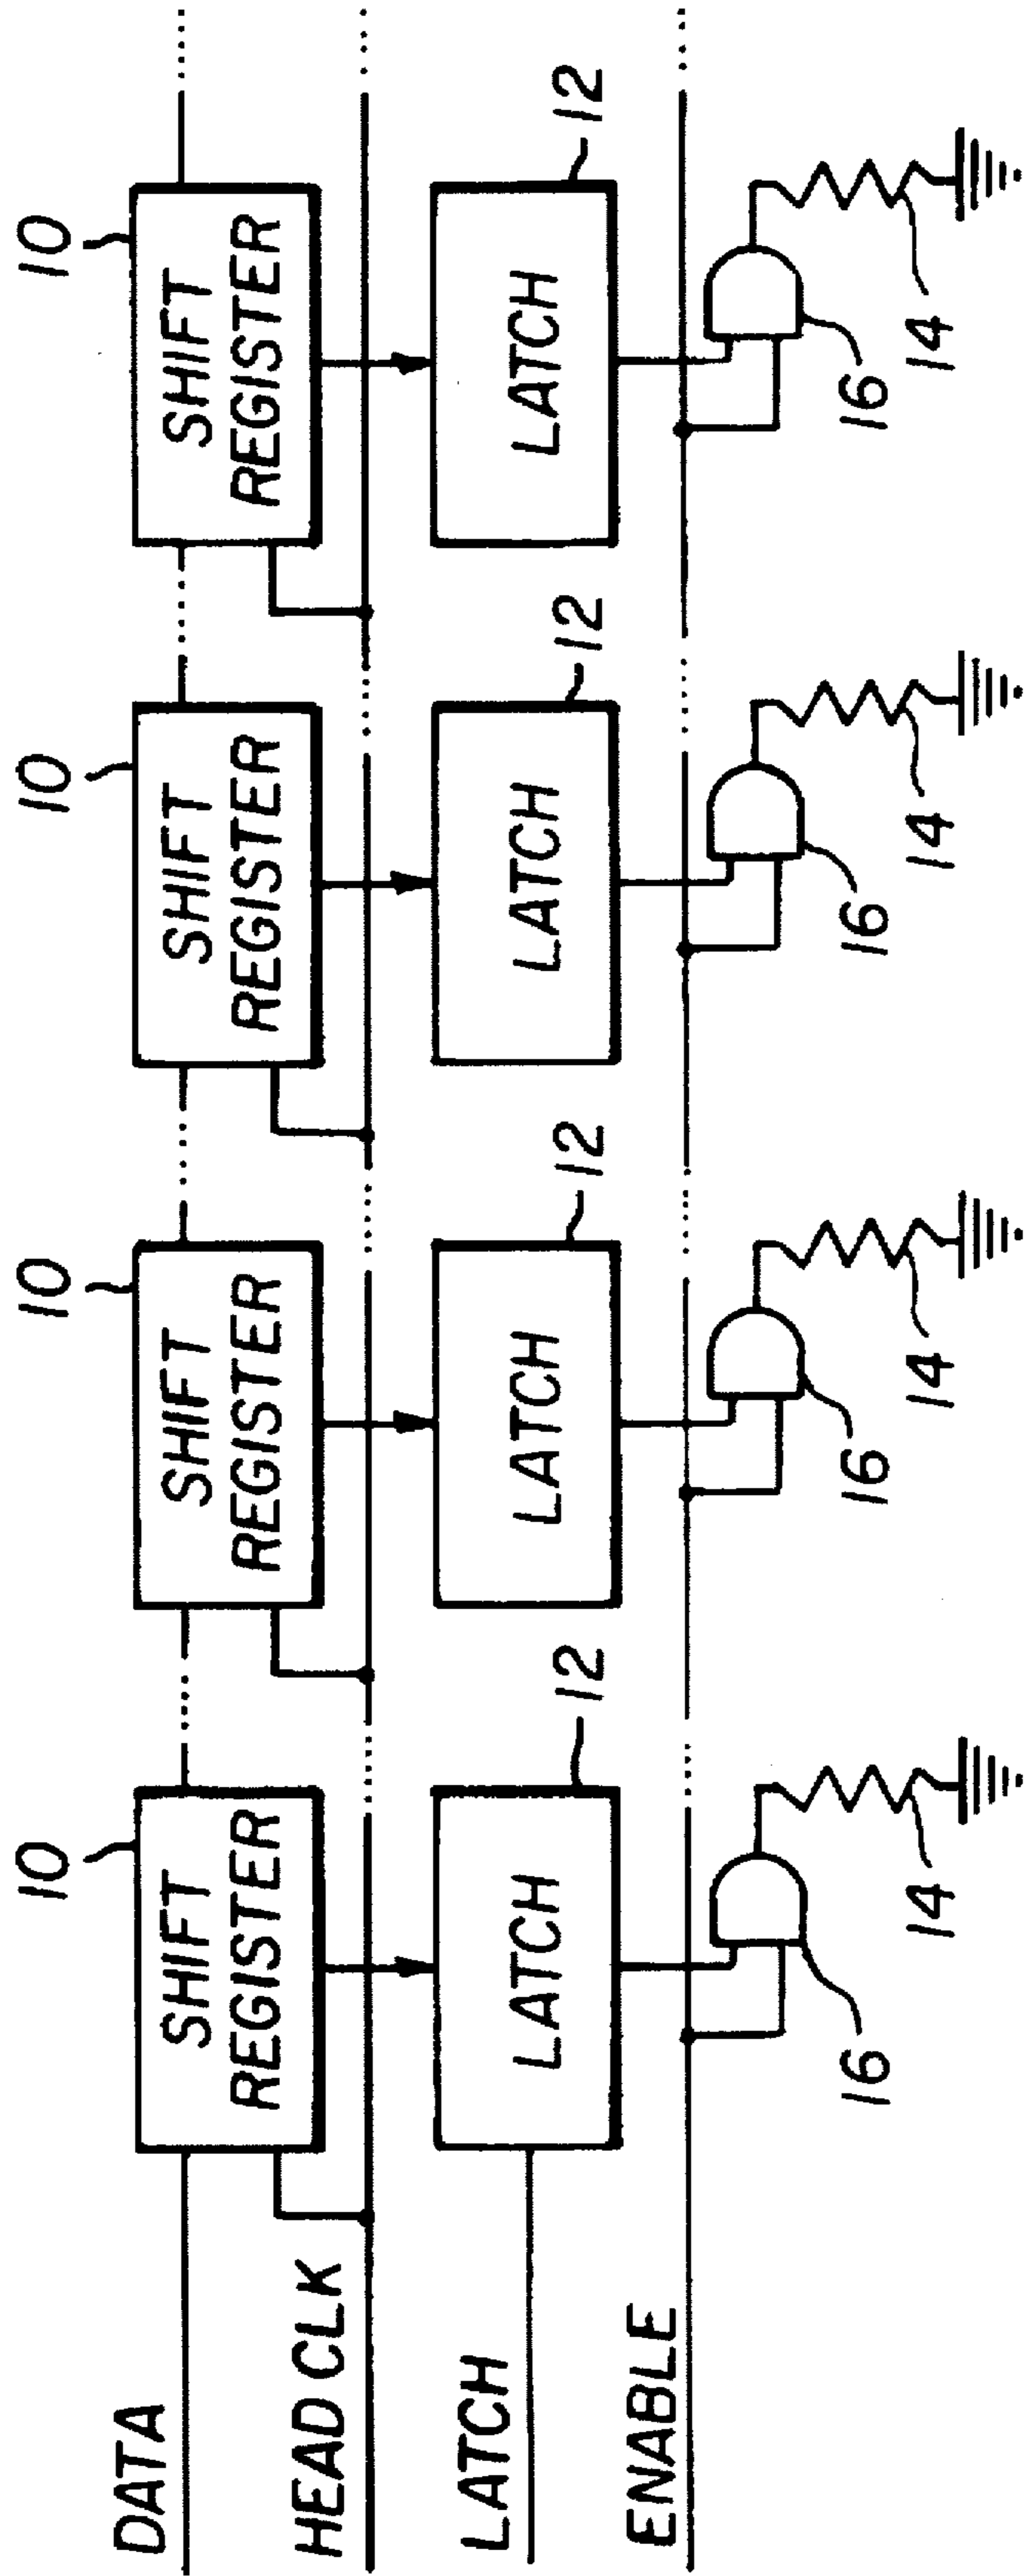 10 10 10 10
DATA
SHIFT REGISTER SHIFT REGISTER SHIFT REGISTER SHIFT REGISTER
HEAD CLK
12 12 12 12
LATCH
LATCH LATCH LATCH LATCH
ENABLE
16 14 16 14 16 14 16 14